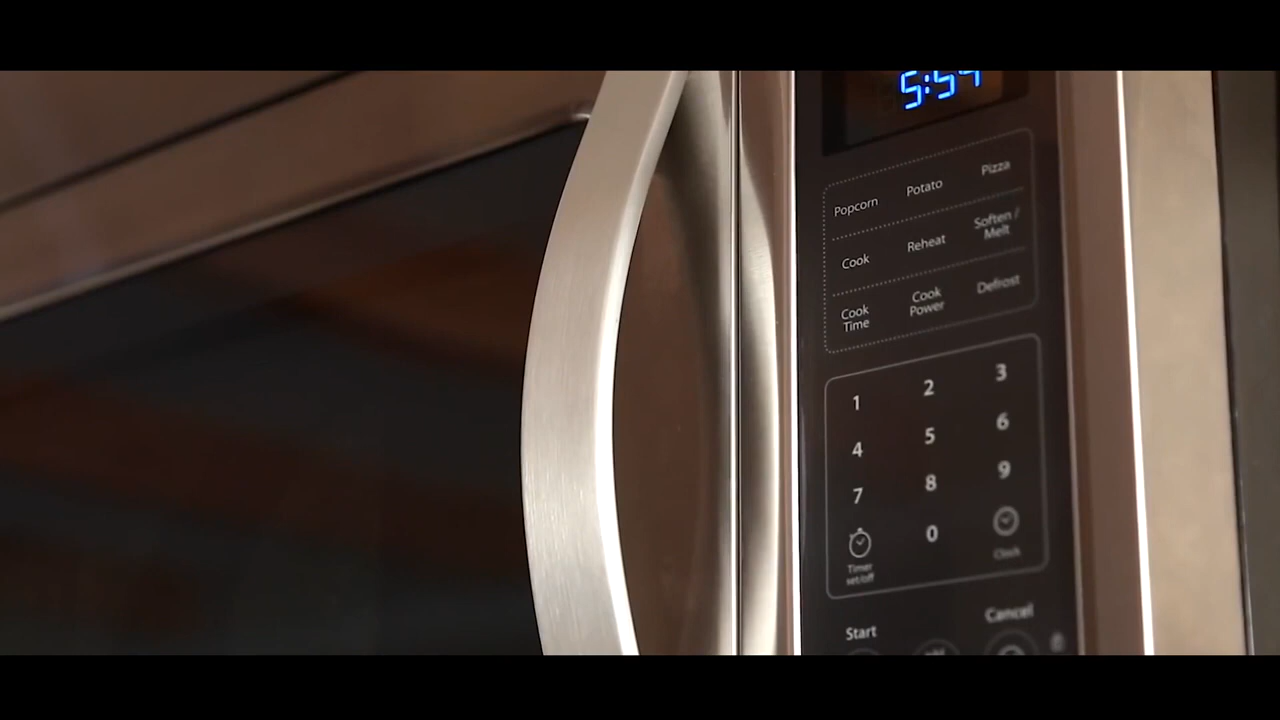 5:54
Popcorn Potato Pizza
Cook Reheat Soften /
Melt
Cook Time Cook Power Defrost
1 2 3
4 5 6
7 8 9
0
Timer set/off Clock
Start Cancel